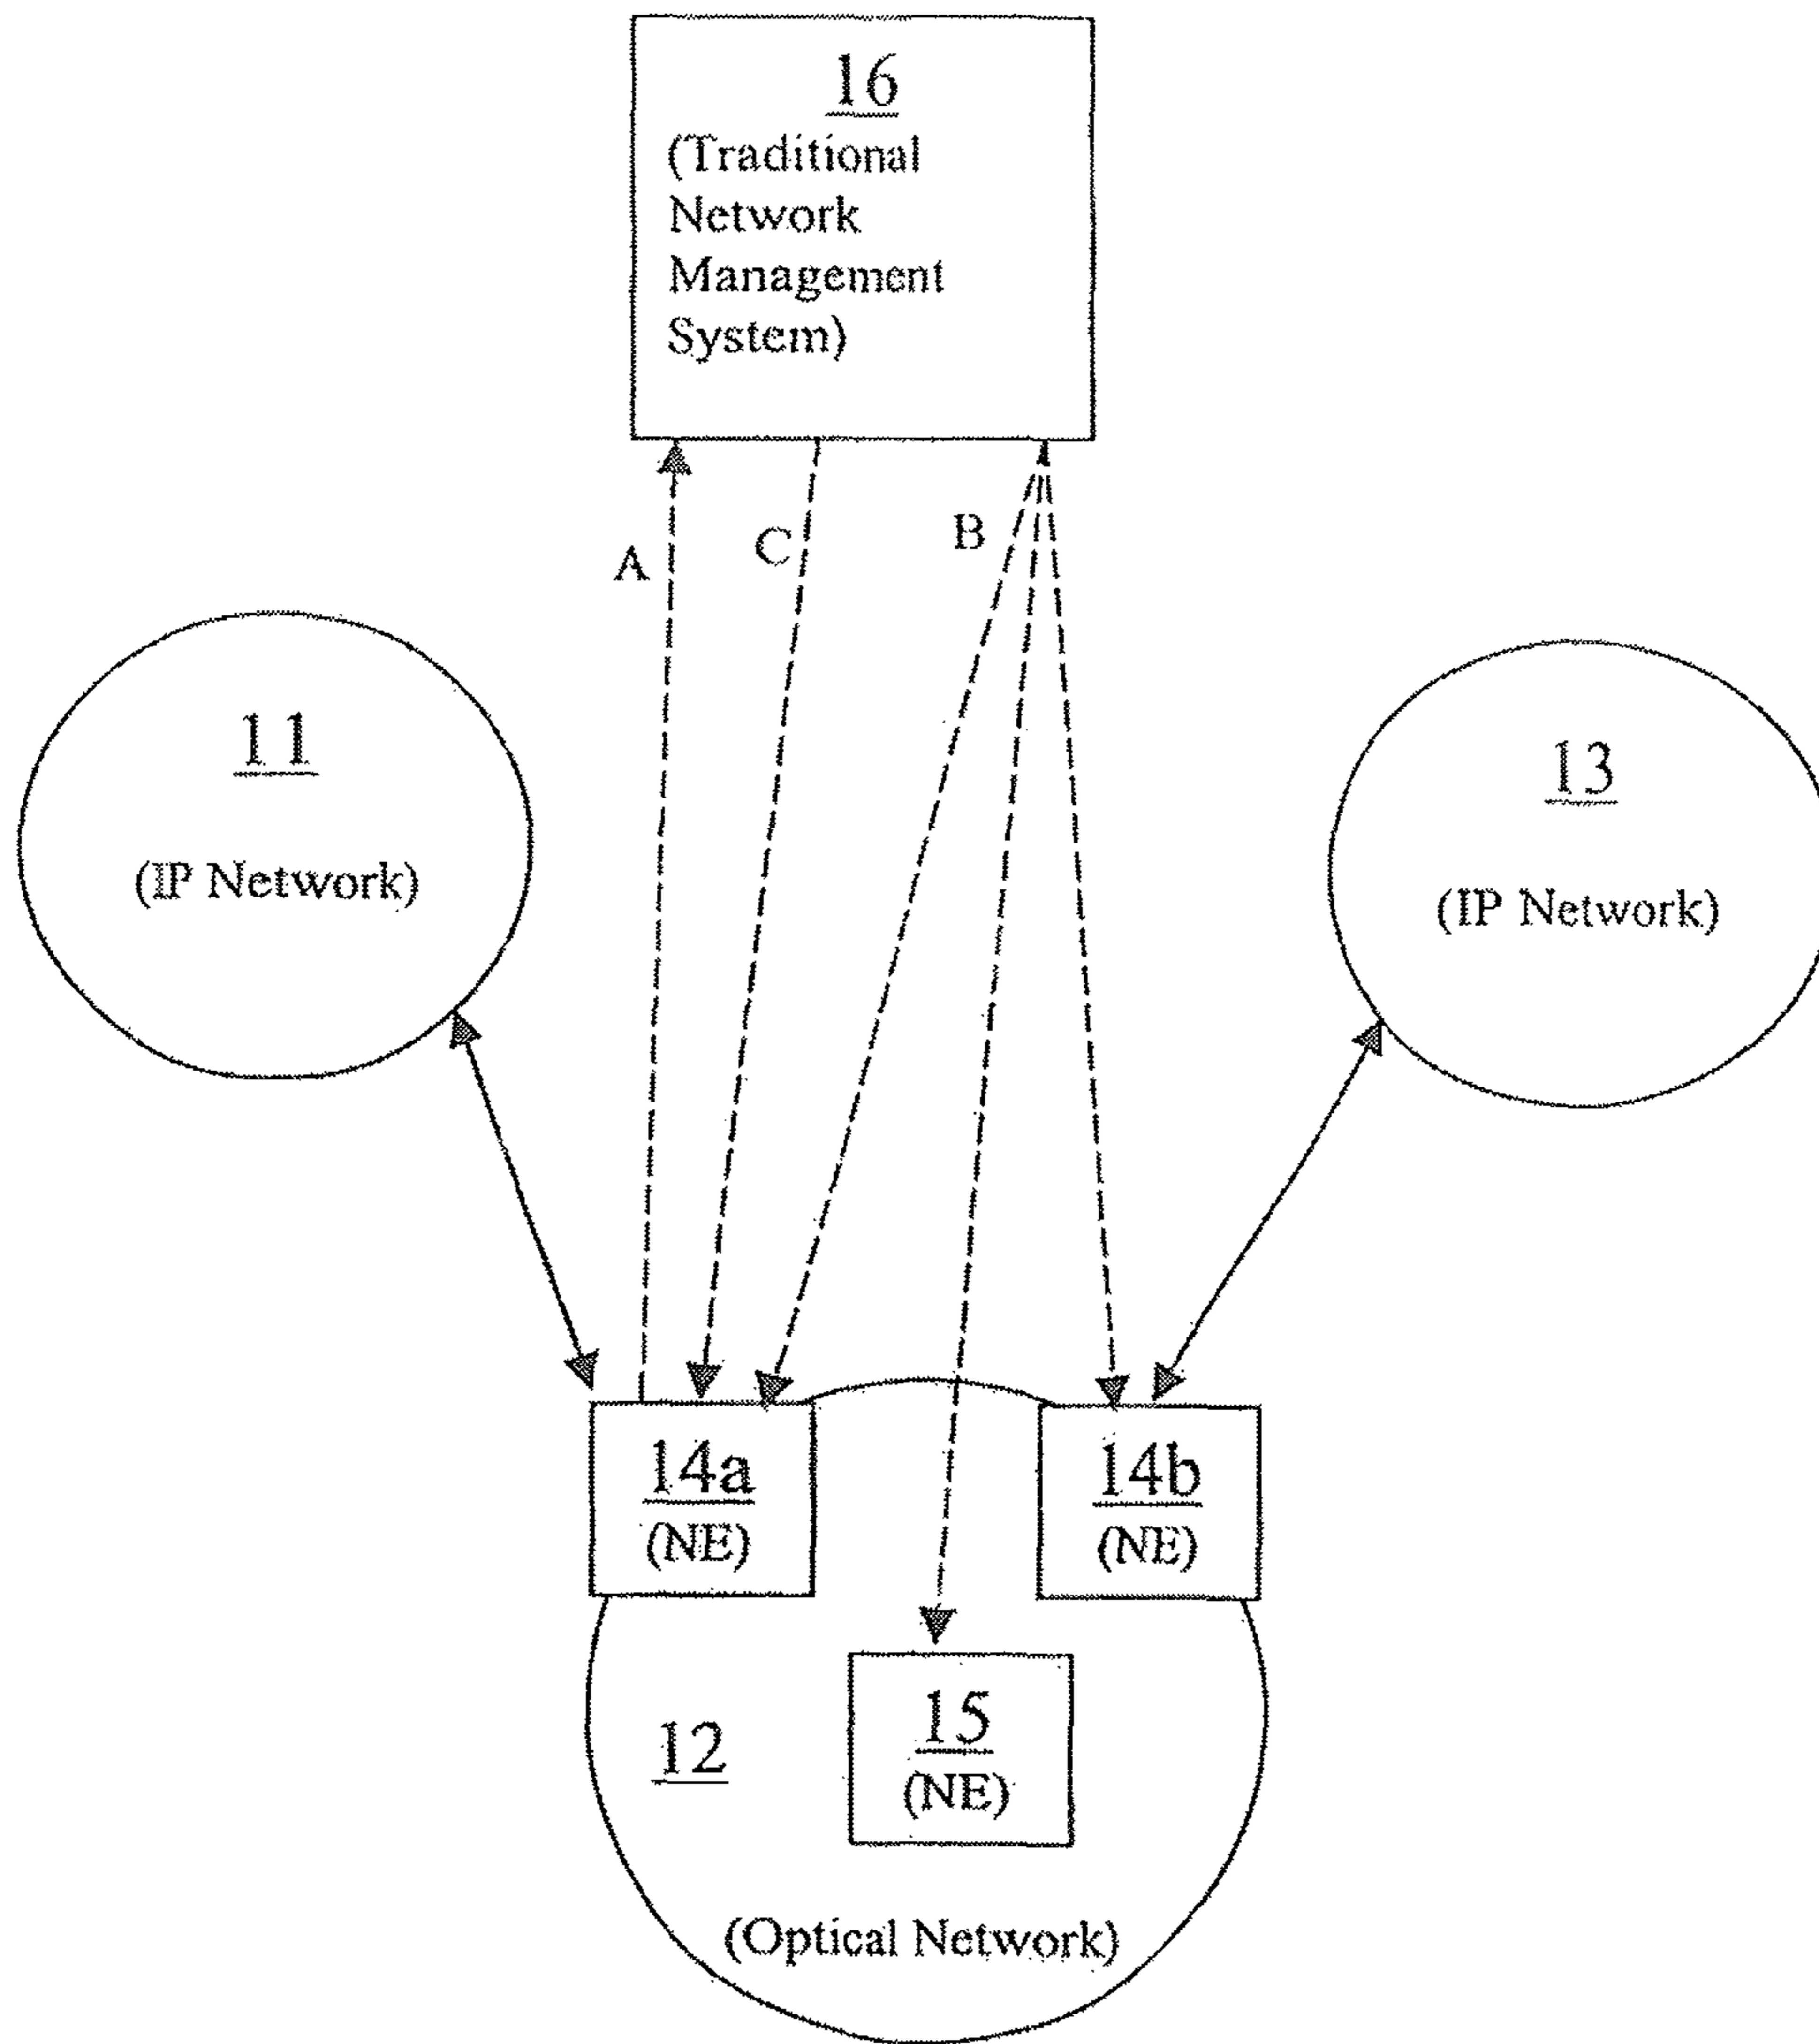 16
(Traditional
Network
Management
System)
A
C
B
11
(IP Network)
13
(IP Network)
14a
(NE)
14b
(NE)
15
(NE)
12
(Optical Network)